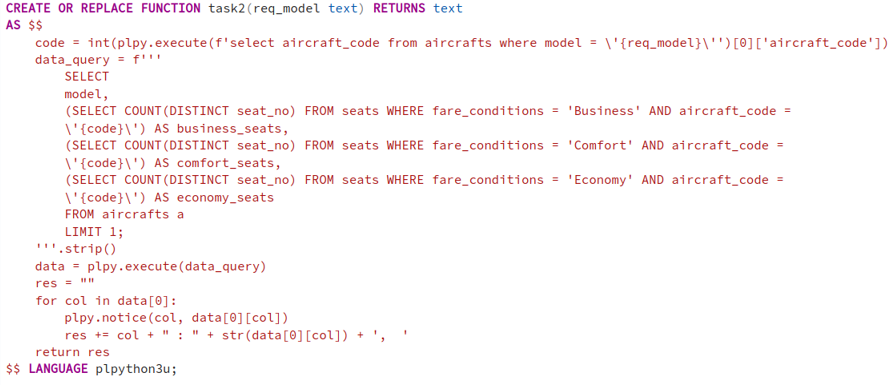 CREATE OR REPLACE FUNCTION task2(req_model text) RETURNS text
AS $$
    code = int(plpy.execute(f'select aircraft_code from aircrafts where model = \'{req_model}\'')[0]['aircraft_code'])
    data_query = f'''
        SELECT
        model,
        (SELECT COUNT(DISTINCT seat_no) FROM seats WHERE fare_conditions = 'Business' AND aircraft_code =
        \'{code}\') AS business_seats,
        (SELECT COUNT(DISTINCT seat_no) FROM seats WHERE fare_conditions = 'Comfort' AND aircraft_code =
        \'{code}\') AS comfort_seats,
        (SELECT COUNT(DISTINCT seat_no) FROM seats WHERE fare_conditions = 'Economy' AND aircraft_code =
        \'{code}\') AS economy_seats
        FROM aircrafts a
        LIMIT 1;
    '''.strip()
    data = plpy.execute(data_query)
    res = ""
    for col in data[0]:
        plpy.notice(col, data[0][col])
        res += col + " : " + str(data[0][col]) + ',  '
    return res
$$ LANGUAGE plpython3u;